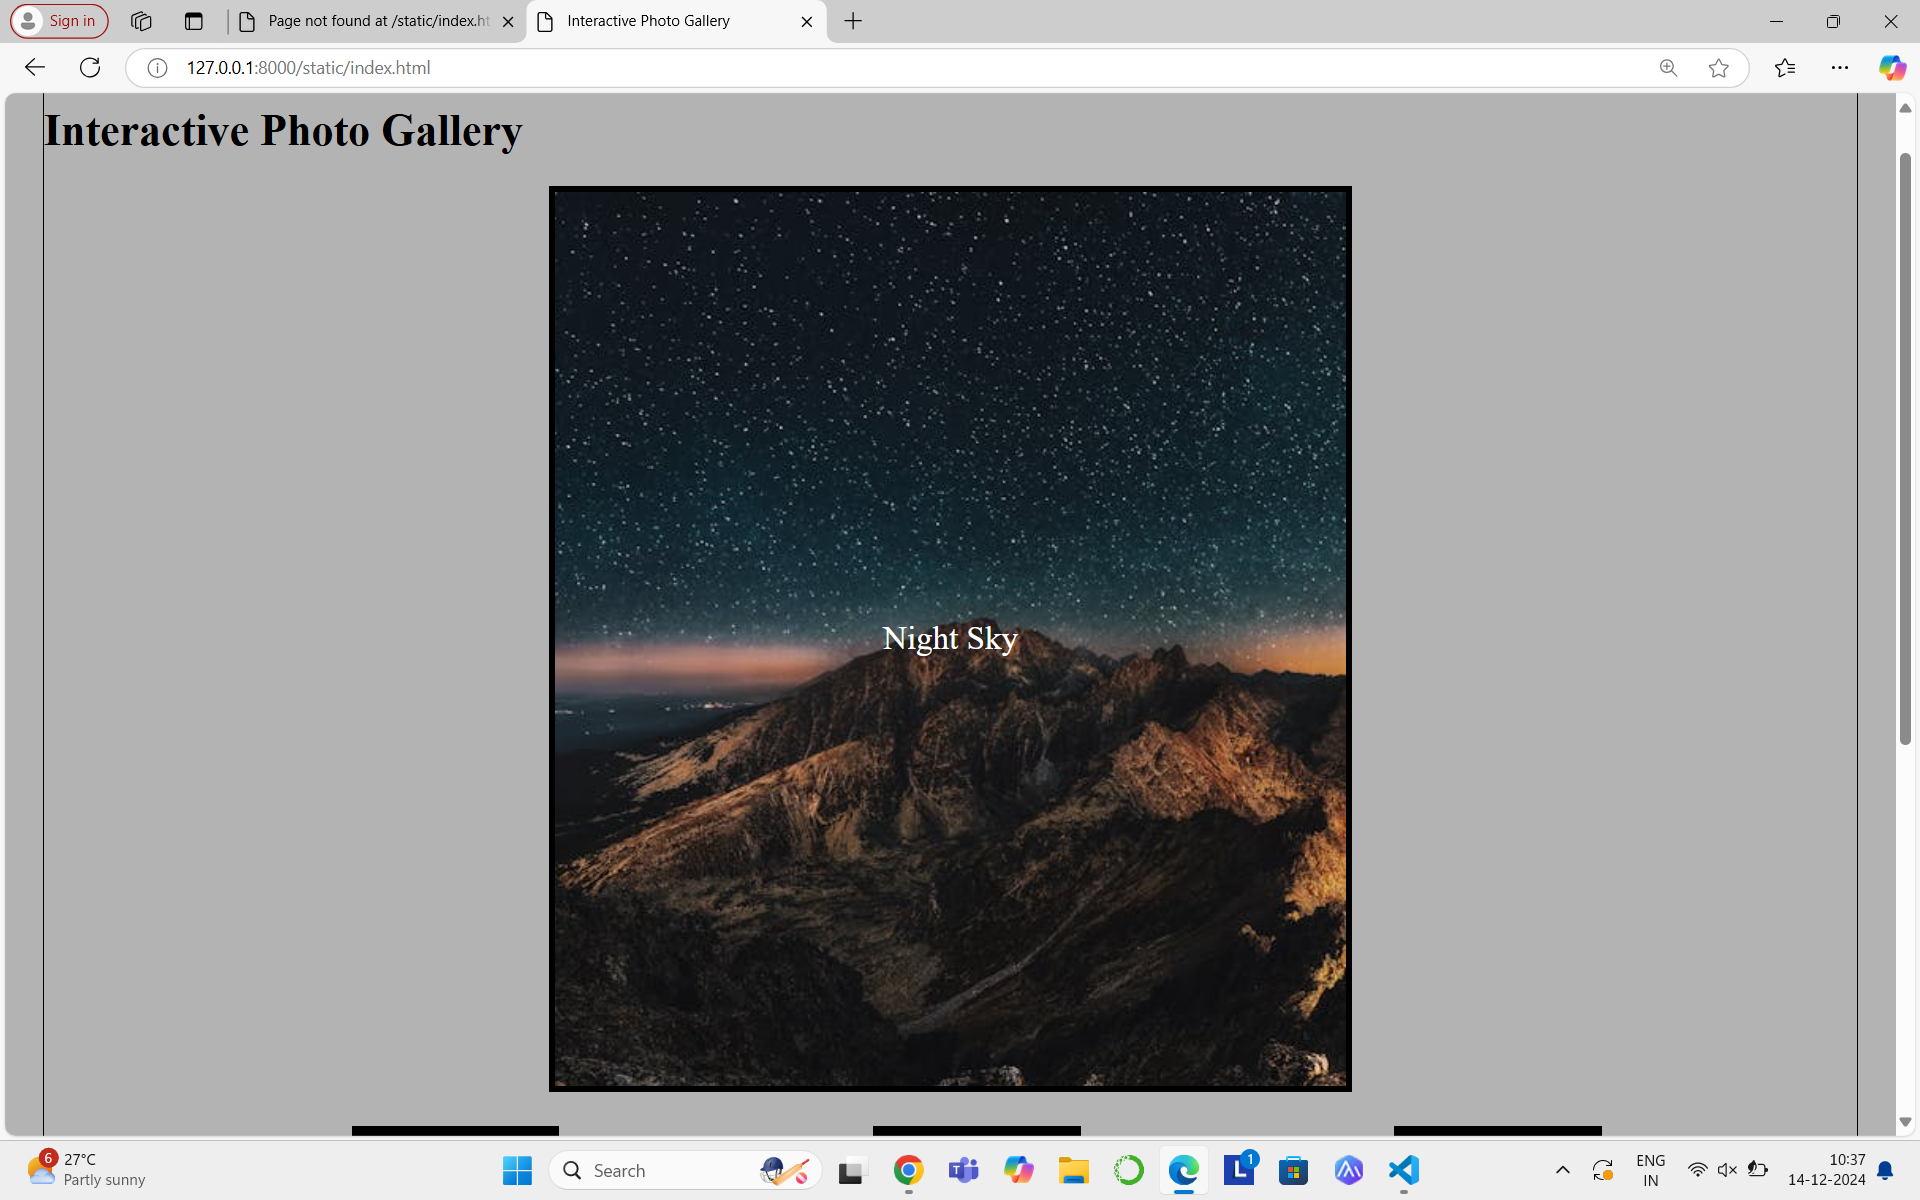 Sign in
Page not found at /static/index.ht
Interactive Photo Gallery
127.0.0.1:8000/static/index.html
Interactive Photo Gallery
Night Sky
6
27°C
Partly sunny
Search
L
1
ENG
IN
10:37
14-12-2024